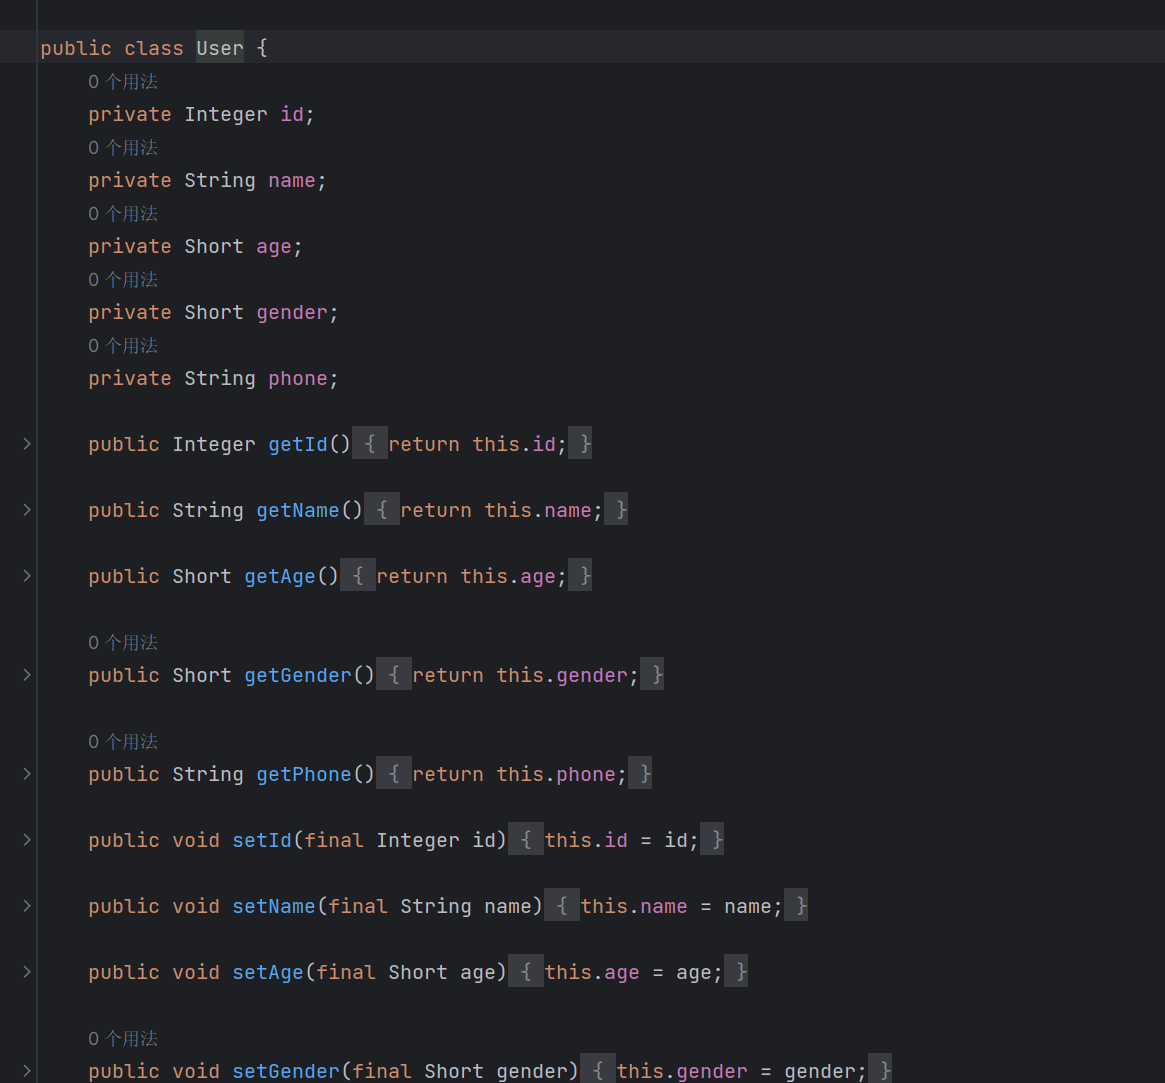 public class User {
0 个用法
private Integer id;
0 个用法
private String name;
0 个用法
private Short age;
0 个用法
private Short gender;
0 个用法
private String phone;
public Integer getId() { return this.id; }
public String getName() { return this.name; }
public Short getAge() { return this.age; }
0 个用法
public Short getGender() { return this.gender; }
0 个用法
public String getPhone() { return this.phone; }
public void setId(final Integer id) { this.id = id; }
public void setName(final String name) { this.name = name; }
public void setAge(final Short age) { this.age = age; }
0 个用法
public void setGender(final Short gender) { this.gender = gender; }